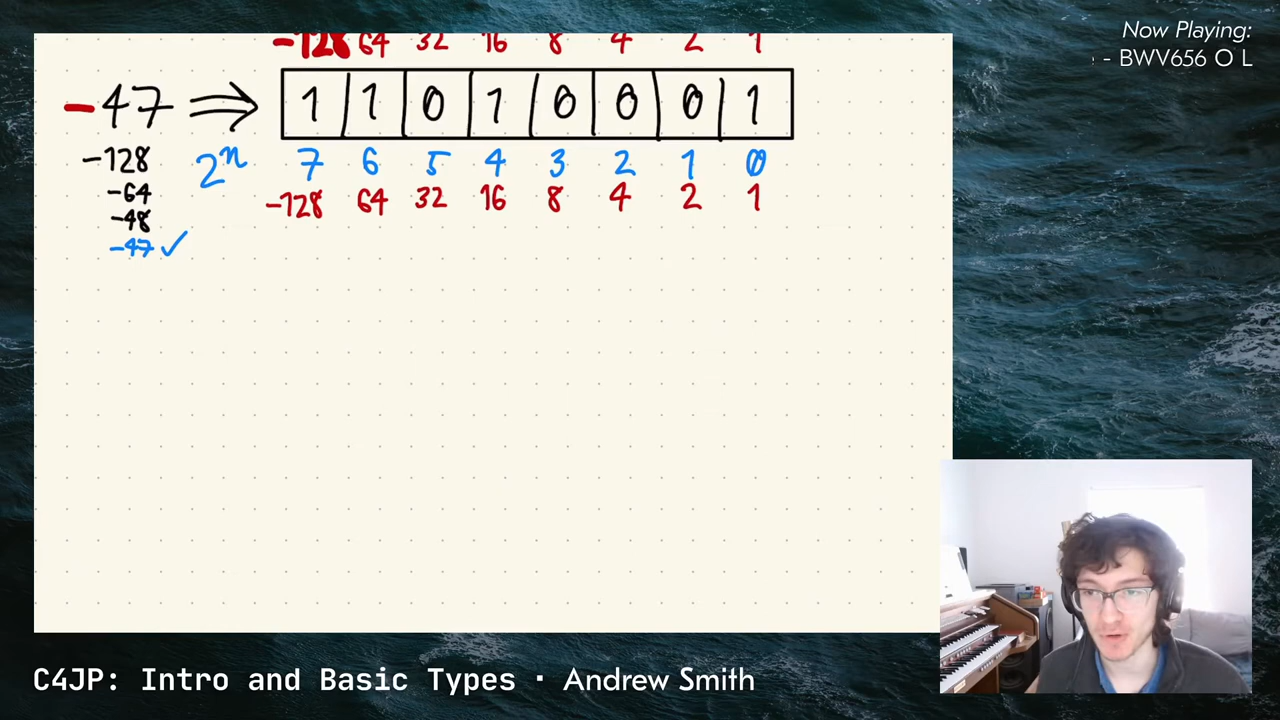 Now Playing:
- BWV656 O L
-128 64 32 16 8 4 2 1
-47 ⇒ 1 1 0 1 0 0 0 1
-128 2ⁿ 7 6 5 4 3 2 1 0
-64 -128 64 32 16 8 4 2 1
-48
-47 ✓
C4JP: Intro and Basic Types · Andrew Smith